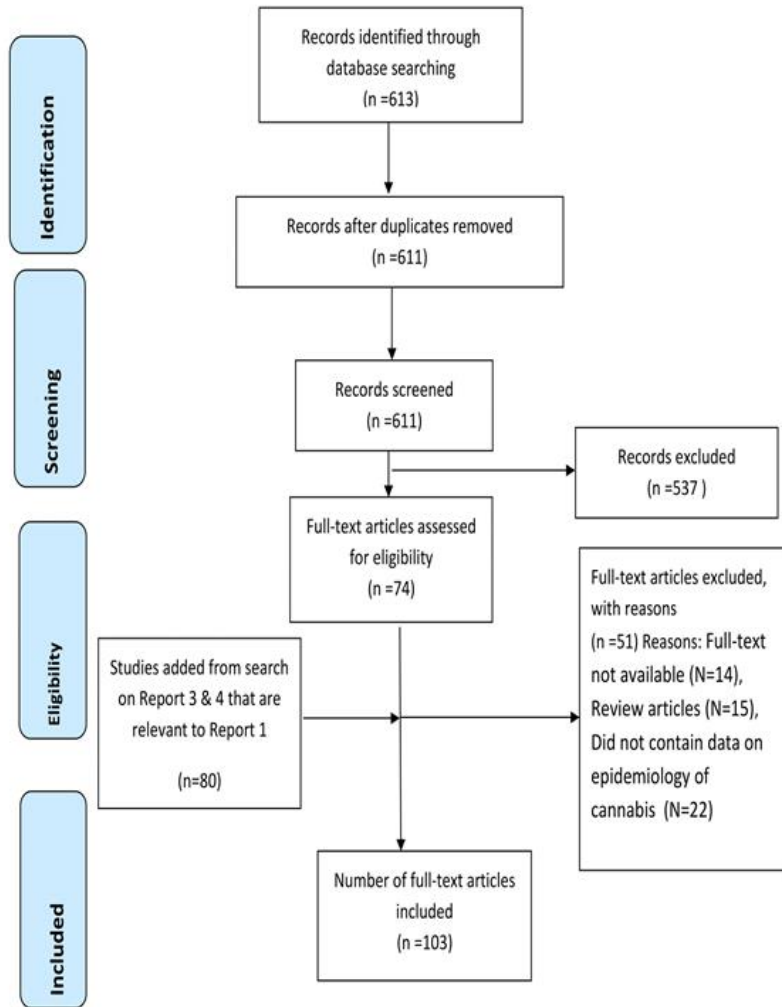 Identification
Records identified through
database searching
(n =613)
Records after duplicates removed
(n =611)
Screening
Records screened
(n =611)
Records excluded
(n =537 )
Eligibility
Full-text articles assessed
for eligibility
(n =74)
Full-text articles excluded,
with reasons
(n =51) Reasons: Full-text
not available (N=14),
Review articles (N=15),
Did not contain data on
epidemiology of
cannabis (N=22)
Studies added from search
on Report 3 & 4 that are
relevant to Report 1
(n=80)
Included
Number of full-text articles
included
(n =103)